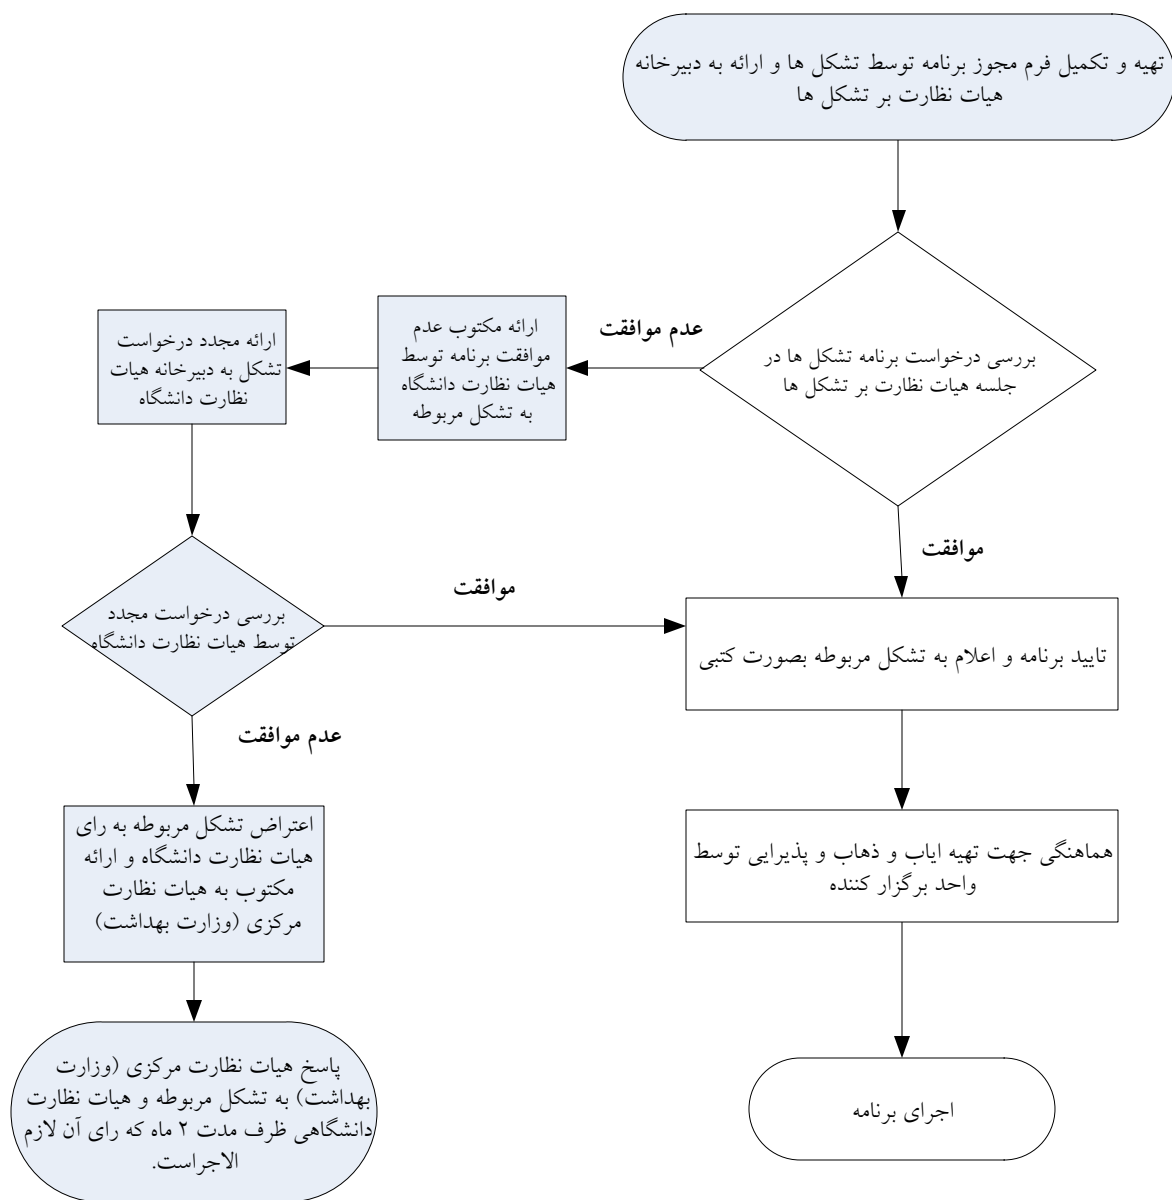 تهیه و تکمیل فرم مجوز برنامه توسط تشکل ها و ارائه به دبیرخانه
هیات نظارت بر تشکل ها
بررسی درخواست برنامه تشکل ها در
جلسه هیات نظارت بر تشکل ها
عدم موافقت
ارائه مکتوب عدم
موافقت برنامه توسط
هیات نظارت دانشگاه
به تشکل مربوطه
ارائه مجدد درخواست
تشکل به دبیرخانه هیات
نظارت دانشگاه
موافقت
بررسی درخواست مجدد
توسط هیات نظارت دانشگاه
موافقت
تایید برنامه و اعلام به تشکل مربوطه بصورت کتبی
عدم موافقت
اعتراض تشکل مربوطه به رای
هیات نظارت دانشگاه و ارائه
مکتوب به هیات نظارت
مرکزی (وزارت بهداشت)
هماهنگی جهت تهیه ایاب و ذهاب و پذیرایی توسط
واحد برگزار کننده
پاسخ هیات نظارت مرکزی (وزارت
بهداشت) به تشکل مربوطه و هیات نظارت
دانشگاهی ظرف مدت ۲ ماه که رای آن لازم
الاجراست.
اجرای برنامه